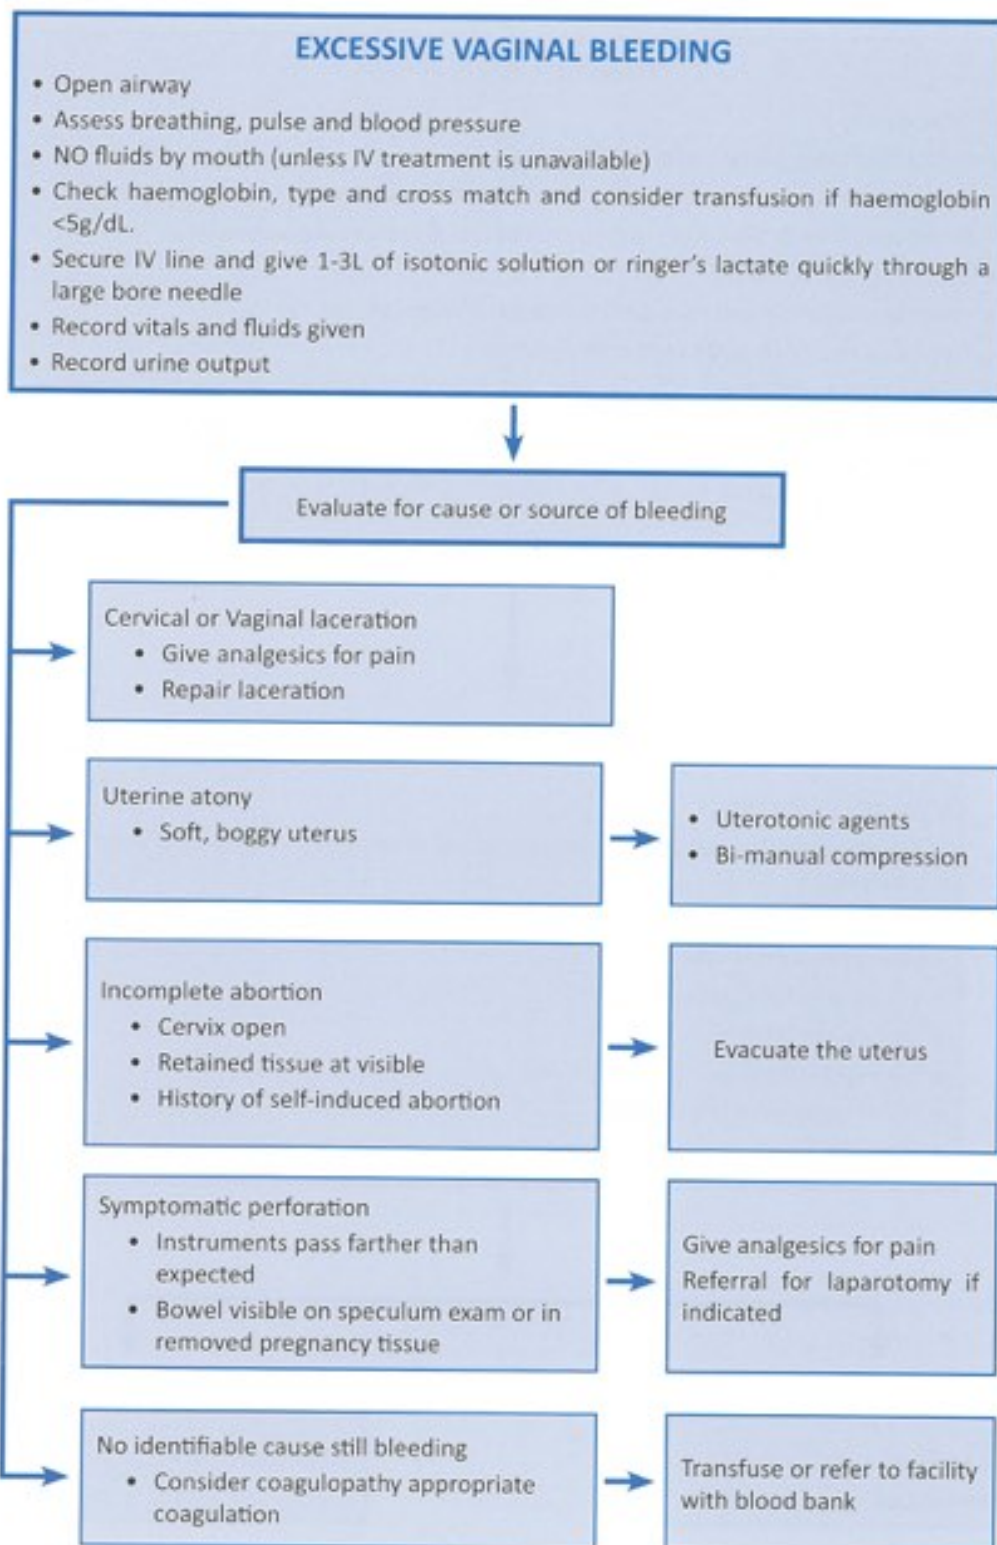 EXCESSIVE VAGINAL BLEEDING
• Open airway
• Assess breathing, pulse and blood pressure
• NO fluids by mouth (unless IV treatment is unavailable)
• Check haemoglobin, type and cross match and consider transfusion if haemoglobin
<5g/dL.
• Secure IV line and give 1-3L of isotonic solution or ringer's lactate quickly through a
large bore needle
• Record vitals and fluids given
• Record urine output
Evaluate for cause or source of bleeding
Cervical or Vaginal laceration
• Give analgesics for pain
• Repair laceration
Uterine atony
• Soft, boggy uterus
• Uterotonic agents
• Bi-manual compression
Incomplete abortion
• Cervix open
• Retained tissue at visible
• History of self-induced abortion
Evacuate the uterus
Symptomatic perforation
• Instruments pass farther than
expected
• Bowel visible on speculum exam or in
removed pregnancy tissue
Give analgesics for pain
Referral for laparotomy if
indicated
No identifiable cause still bleeding
• Consider coagulopathy appropriate
coagulation
Transfuse or refer to facility
with blood bank